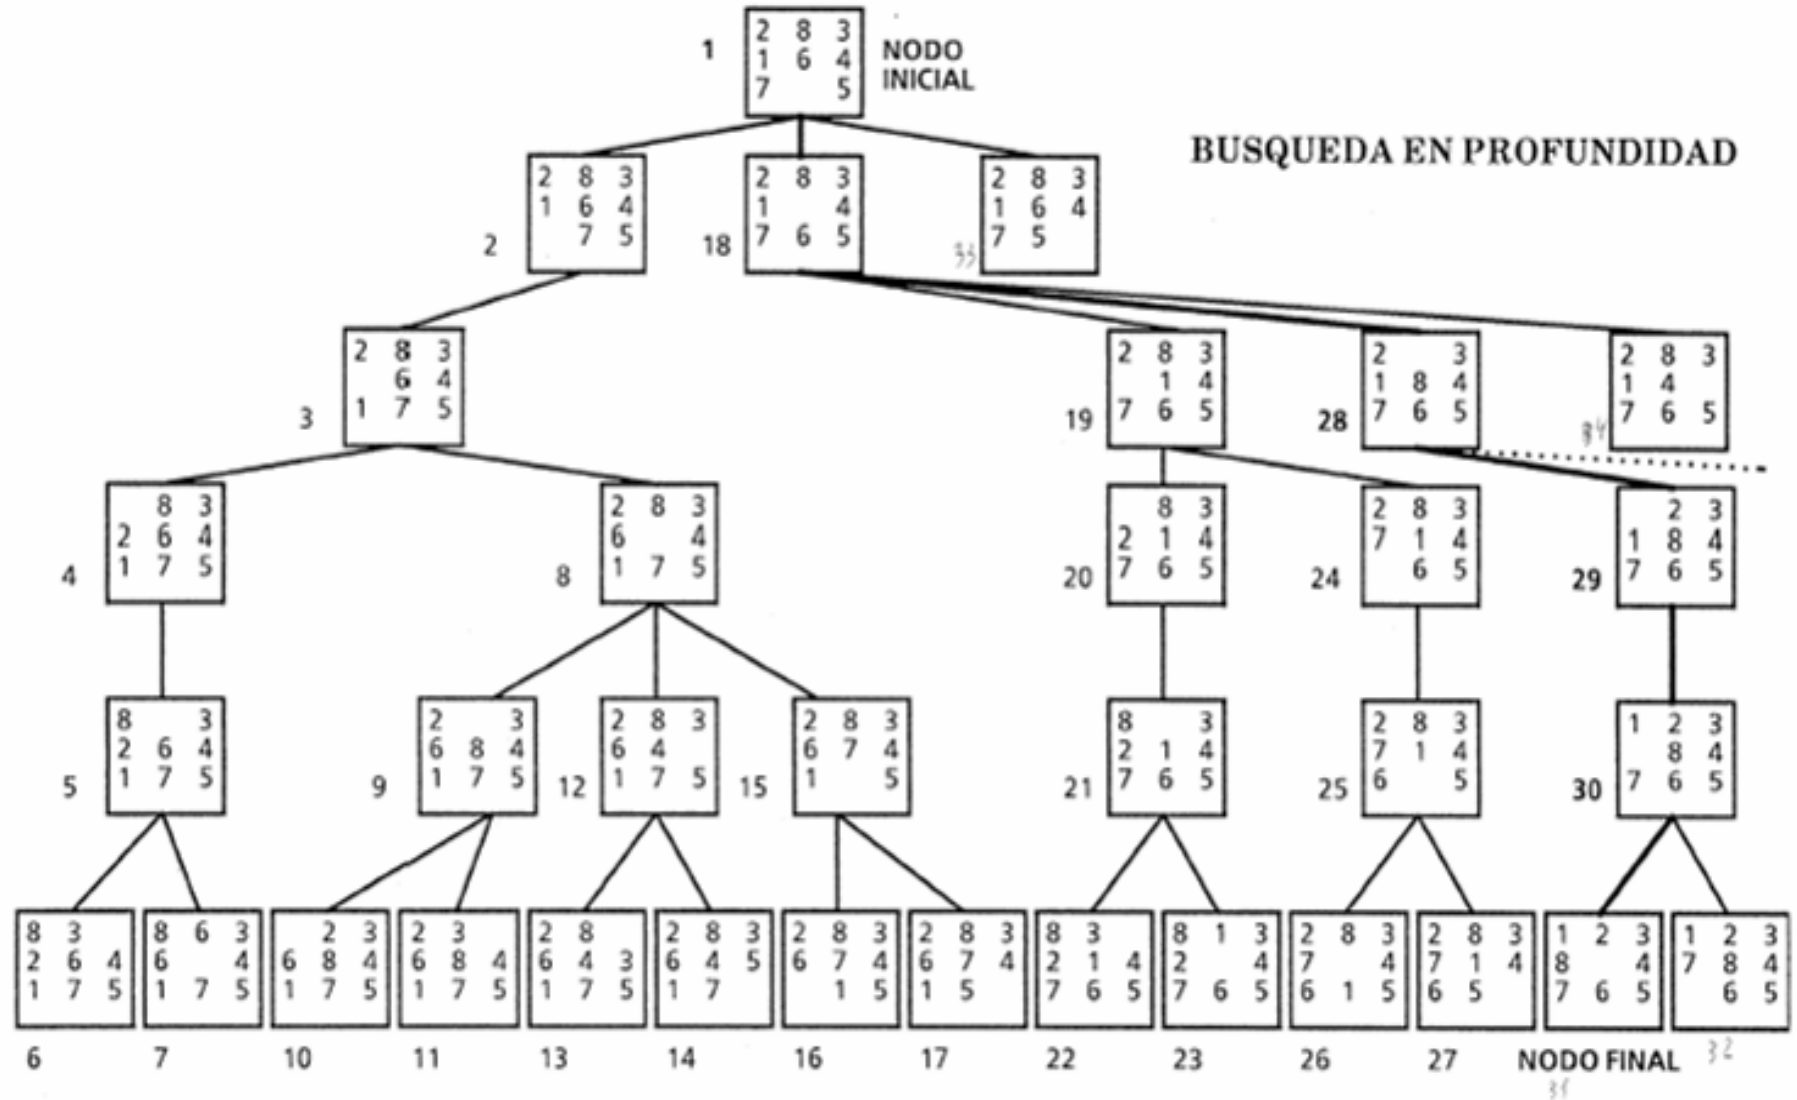 1
2 8 3
1 6 4
7 5
NODO
INICIAL
BUSQUEDA EN PROFUNDIDAD
2
2 8 3
1 6 4
7 5
18
2 8 3
1 4
7 6 5
33
2 8 3
1 6 4
7 5
3
2 8 3
6 4
1 7 5
19
2 8 3
1 4
7 6 5
28
2 3
1 8 4
7 6 5
34
2 8 3
1 4
7 6 5
4
8 3
2 6 4
1 7 5
8
2 8 3
6 4
1 7 5
20
8 3
2 1 4
7 6 5
24
2 8 3
7 1 4
6 5
29
2 3
1 8 4
7 6 5
5
8 3
2 6 4
1 7 5
9
2 3
6 8 4
1 7 5
12
2 8 3
6 4
1 7 5
15
2 8 3
6 7 4
1 5
21
8 3
2 1 4
7 6 5
25
2 8 3
7 1 4
6 5
30
1 2 3
8 4
7 6 5
8 3
2 6 4
1 7 5
6
8 6 3
6 4
1 7 5
7
2 3
6 8 4
1 7 5
10
2 3
6 8 4
1 7 5
11
2 8
6 4 3
1 7 5
13
2 8 3
6 4 5
1 7
14
2 8 3
6 7 4
1 5
16
2 8 3
6 7 4
1 5
17
8 3
2 1 4
7 6 5
22
8 1 3
2 4
7 6 5
23
2 8 3
7 4
6 1 5
26
2 8 3
7 1 4
6 5
27
1 2 3
8 4
7 6 5
NODO FINAL
31
1 2 3
7 8 4
6 5
32